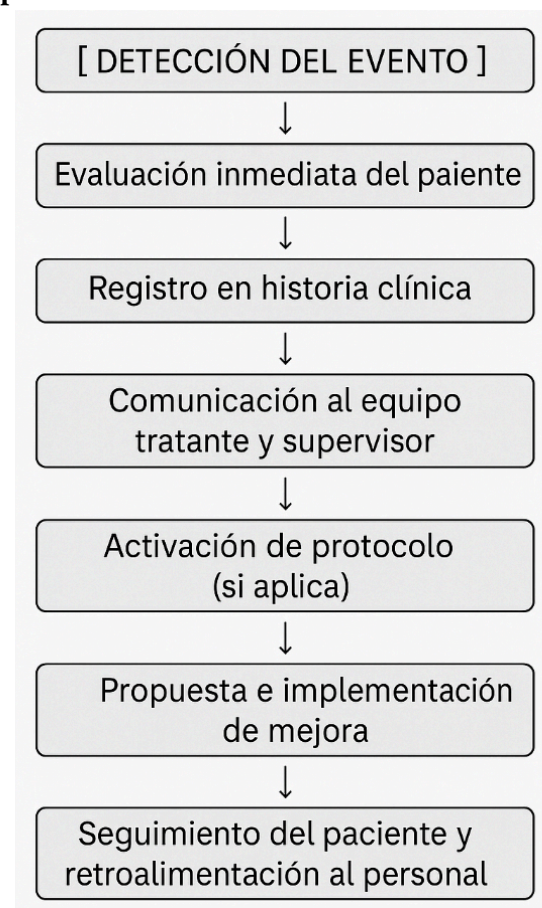 [ DETECCIÓN DEL EVENTO ]
Evaluación inmediata del paiente
Registro en historia clínica
Comunicación al equipo
tratante y supervisor
Activación de protocolo
(si aplica)
Propuesta e implementación
de mejora
Seguimiento del paciente y
retroalimentación al personal